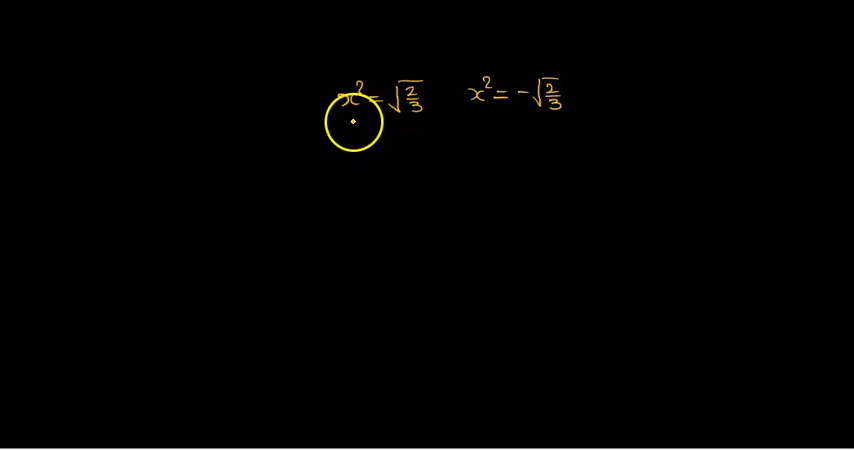 x² = √(2/3)    x² = -√(2/3)